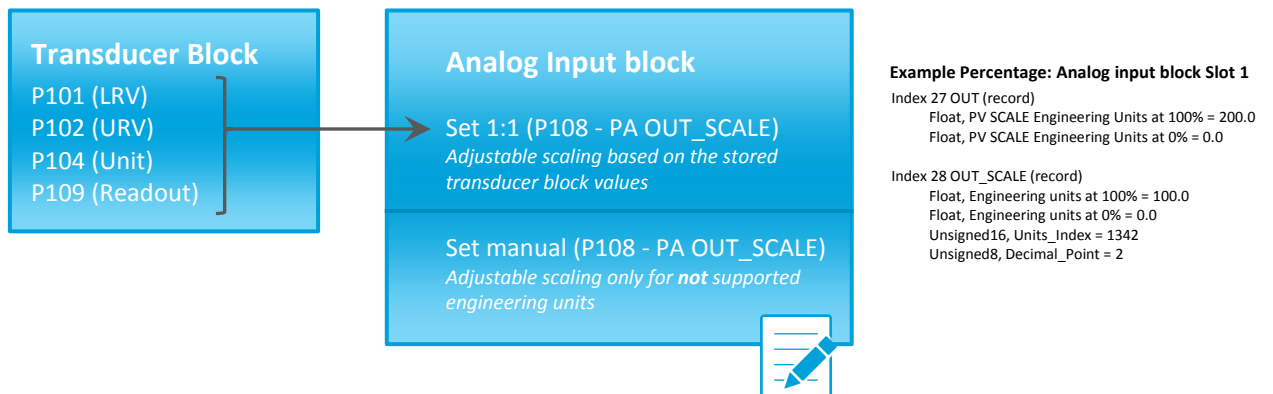 Transducer Block
P101 (LRV)
P102 (URV)
P104 (Unit)
P109 (Readout)
Analog Input block
Set 1:1 (P108 - PA OUT_SCALE)
Adjustable scaling based on the stored
transducer block values
Set manual (P108 - PA OUT_SCALE)
Adjustable scaling only for not supported
engineering units
Example Percentage: Analog input block Slot 1
Index 27 OUT (record)
Float, PV SCALE Engineering Units at 100% = 200.0
Float, PV SCALE Engineering Units at 0% = 0.0
Index 28 OUT_SCALE (record)
Float, Engineering units at 100% = 100.0
Float, Engineering units at 0% = 0.0
Unsigned16, Units_Index = 1342
Unsigned8, Decimal_Point = 2